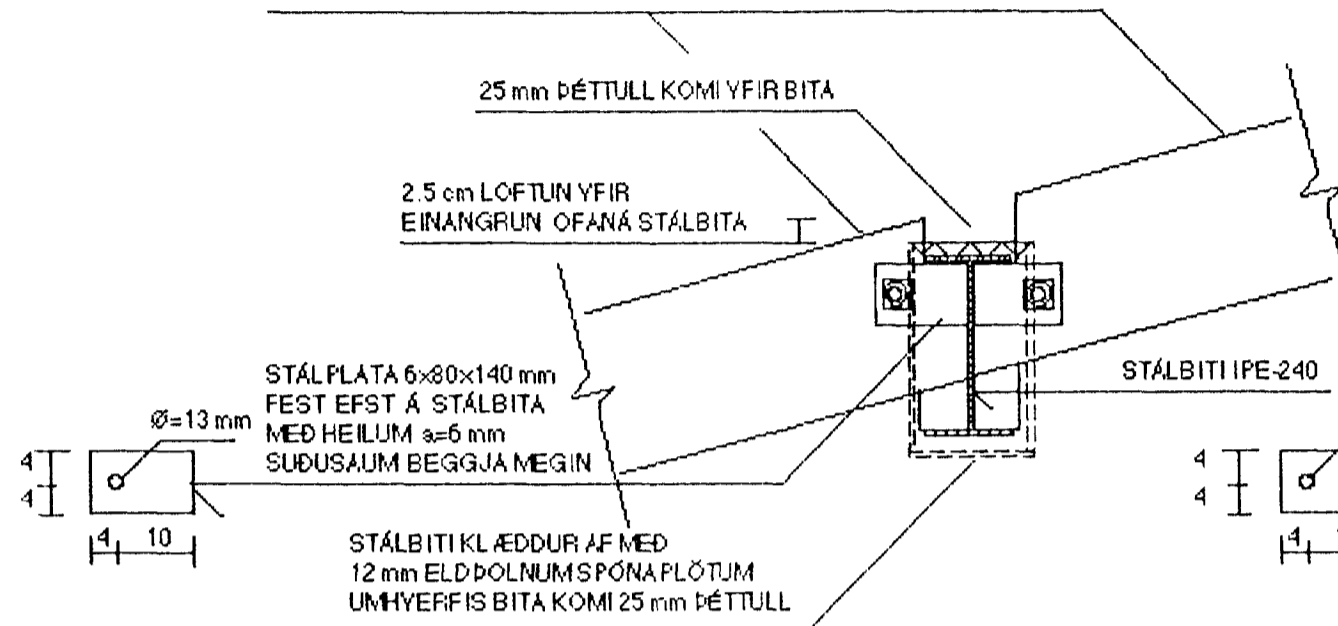 25 mm ÞÉTTULL KOMI YFIR BITA
2.5 cm LOFTUN YFIR
EINANGRUN OFANÁ STÁLBITA
STÁLPLATA 6×80×140 mm
FEST EFST Á STÁLBITA
MEÐ HEILUM a=6 mm
SUÐUSAUM BEGGJA MEGIN
Ø=13 mm
STÁLBITI IPE-240
4
4
4 10
4
4
4
STÁLBITI KLÆDDUR AF MEÐ
12 mm ELDÞOLNUM SPÓNAPLÖTUM
UMHVERFIS BITA KOMI 25 mm ÞÉTTULL